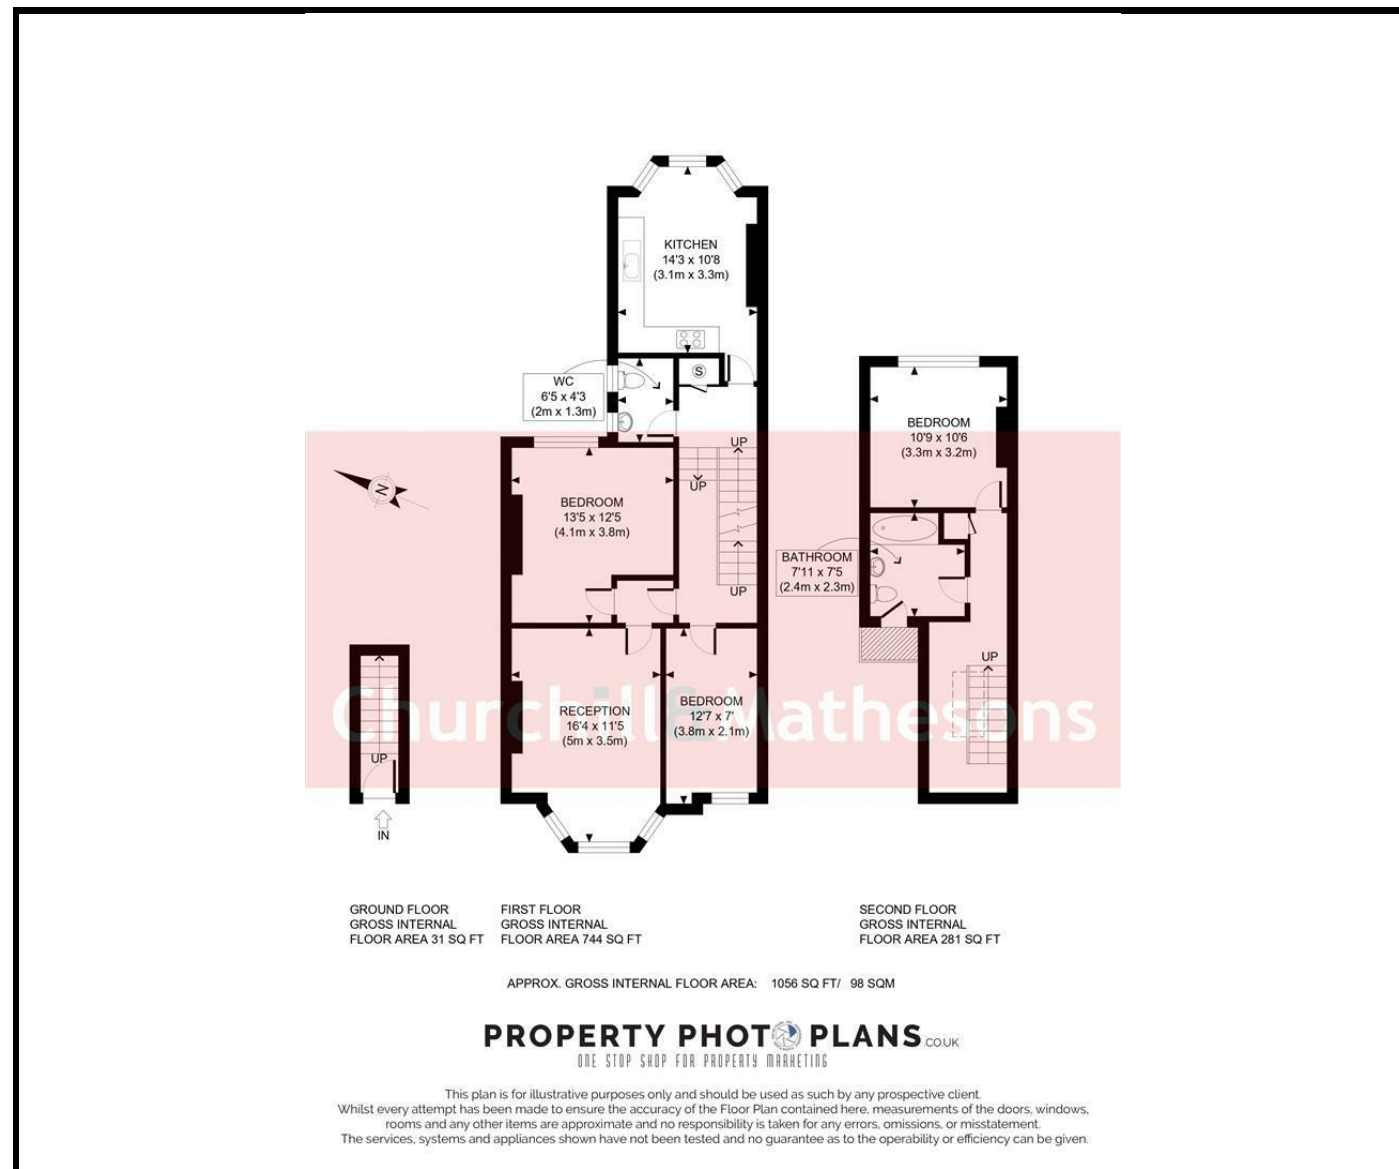 KITCHEN
14'3 x 10'8
(3.1m x 3.3m)
S
WC
6'5 x 4'3
(2m x 1.3m)
UP
UP
BEDROOM
13'5 x 12'5
(4.1m x 3.8m)
UP
BEDROOM
10'9 x 10'6
(3.3m x 3.2m)
N
BATHROOM
7'11 x 7'5
(2.4m x 2.3m)
UP
RECEPTION
16'4 x 11'5
(5m x 3.5m)
BEDROOM
12'7 x 7'
(3.8m x 2.1m)
Churchill&Mathesons
UP
IN
GROUND FLOOR
GROSS INTERNAL
FLOOR AREA 31 SQ FT
FIRST FLOOR
GROSS INTERNAL
FLOOR AREA 744 SQ FT
SECOND FLOOR
GROSS INTERNAL
FLOOR AREA 281 SQ FT
APPROX. GROSS INTERNAL FLOOR AREA: 1056 SQ FT/ 98 SQM
PROPERTY PHOTO PLANS.CO.UK
ONE STOP SHOP FOR PROPERTY MARKETING
This plan is for illustrative purposes only and should be used as such by any prospective client.
Whilst every attempt has been made to ensure the accuracy of the Floor Plan contained here, measurements of the doors, windows,
rooms and any other items are approximate and no responsibility is taken for any errors, omissions, or misstatement.
The services, systems and appliances shown have not been tested and no guarantee as to the operability or efficiency can be given.